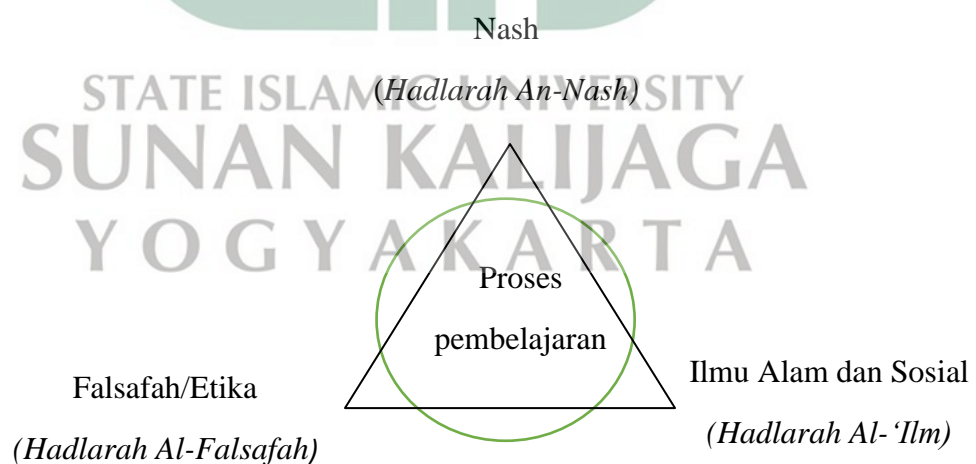 Nash
(Hadlarah An-Nash)
STATE ISLAMIC UNIVERSITY
SUNAN KALIJAGA
YOGYAKARTA
Proses
pembelajaran
Falsafah/Etika
(Hadlarah Al-Falsafah)
Ilmu Alam dan Sosial
(Hadlarah Al-‘Ilm)